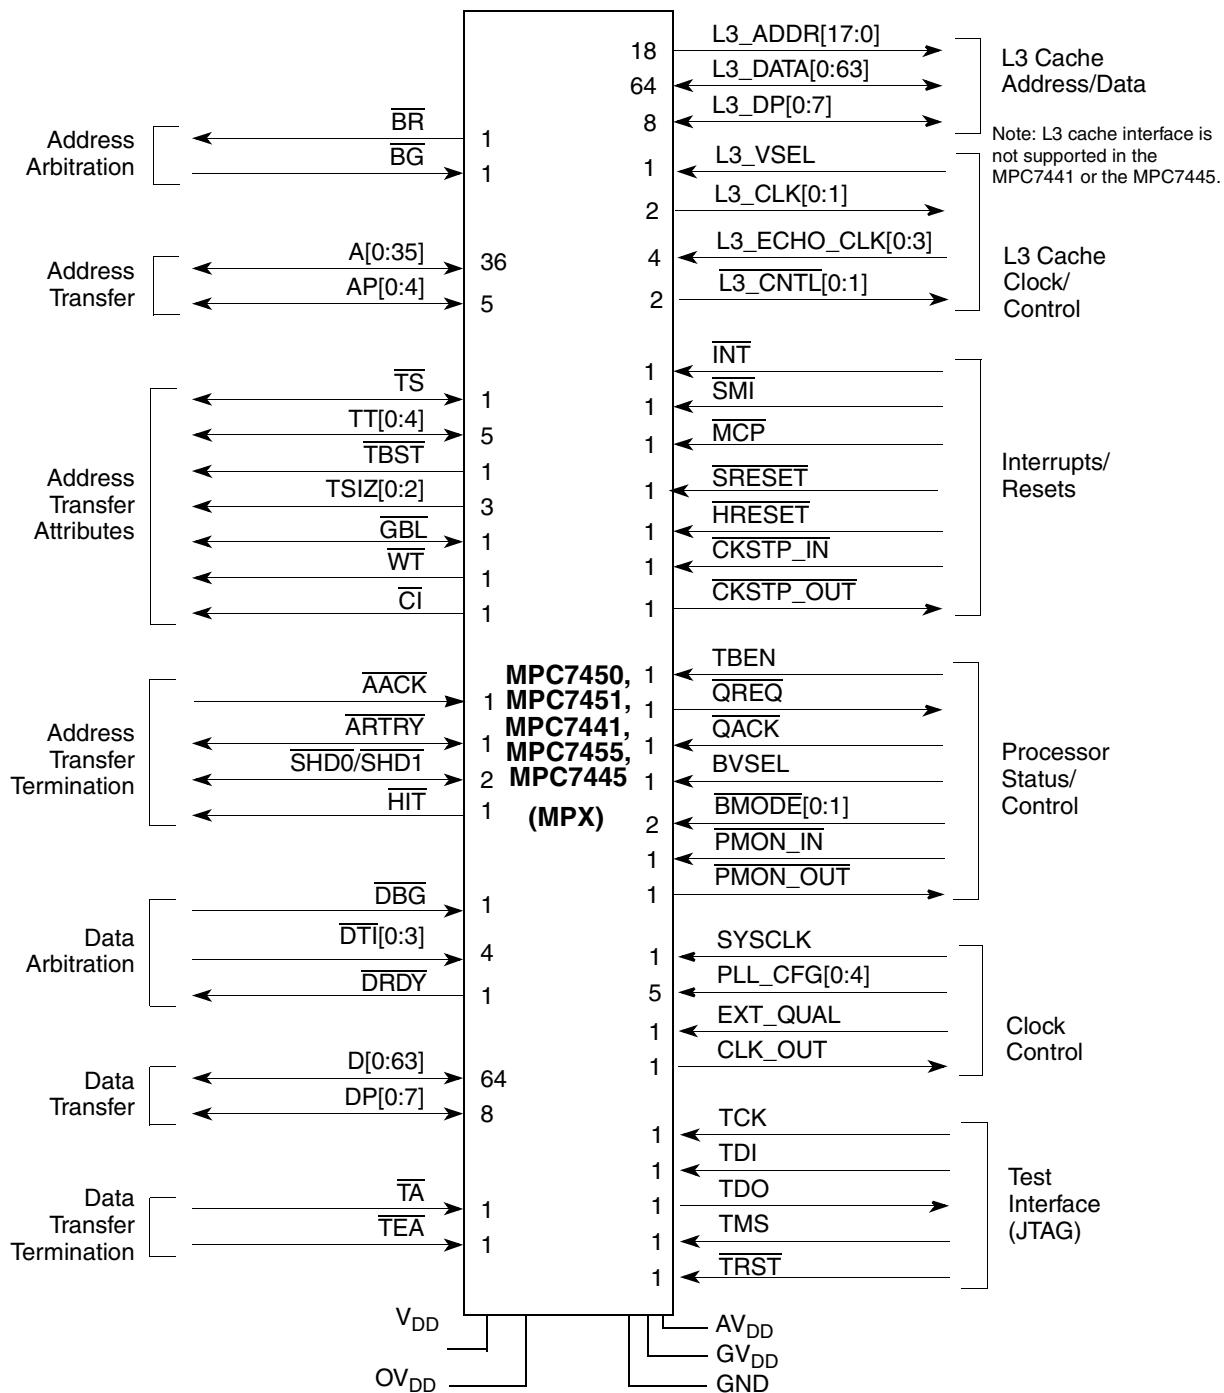 Address
Arbitration
BR 1
BG 1
Address
Transfer
A[0:35] 36
AP[0:4] 5
Address
Transfer
Attributes
TS 1
TT[0:4] 5
TBST 1
TSIZ[0:2] 3
GBL 1
WT 1
CI 1
Address
Transfer
Termination
AACK 1
ARTRY 1
SHD0/SHD1 2
HIT 1
Data
Arbitration
DBG 1
DTI[0:3] 4
DRDY 1
Data
Transfer
D[0:63] 64
DP[0:7] 8
Data
Transfer
Termination
TA 1
TEA 1
MPC7450,
MPC7451,
MPC7441,
MPC7455,
MPC7445
(MPX)
18 L3_ADDR[17:0]
64 L3_DATA[0:63]
8 L3_DP[0:7]
L3 Cache
Address/Data
Note: L3 cache interface is
not supported in the
MPC7441 or the MPC7445.
1 L3_VSEL
2 L3_CLK[0:1]
4 L3_ECHO_CLK[0:3]
2 L3_CNTL[0:1]
L3 Cache
Clock/
Control
1 INT
1 SMI
1 MCP
1 SRESET
1 HRESET
1 CKSTP_IN
1 CKSTP_OUT
Interrupts/
Resets
1 TBEN
1 QREQ
1 QACK
1 BVSEL
2 BMODE[0:1]
1 PMON_IN
1 PMON_OUT
Processor
Status/
Control
1 SYSCLK
5 PLL_CFG[0:4]
1 EXT_QUAL
1 CLK_OUT
Clock
Control
1 TCK
1 TDI
1 TDO
1 TMS
1 TRST
Test
Interface
(JTAG)
VDD
OVDD
AVDD
GVDD
GND